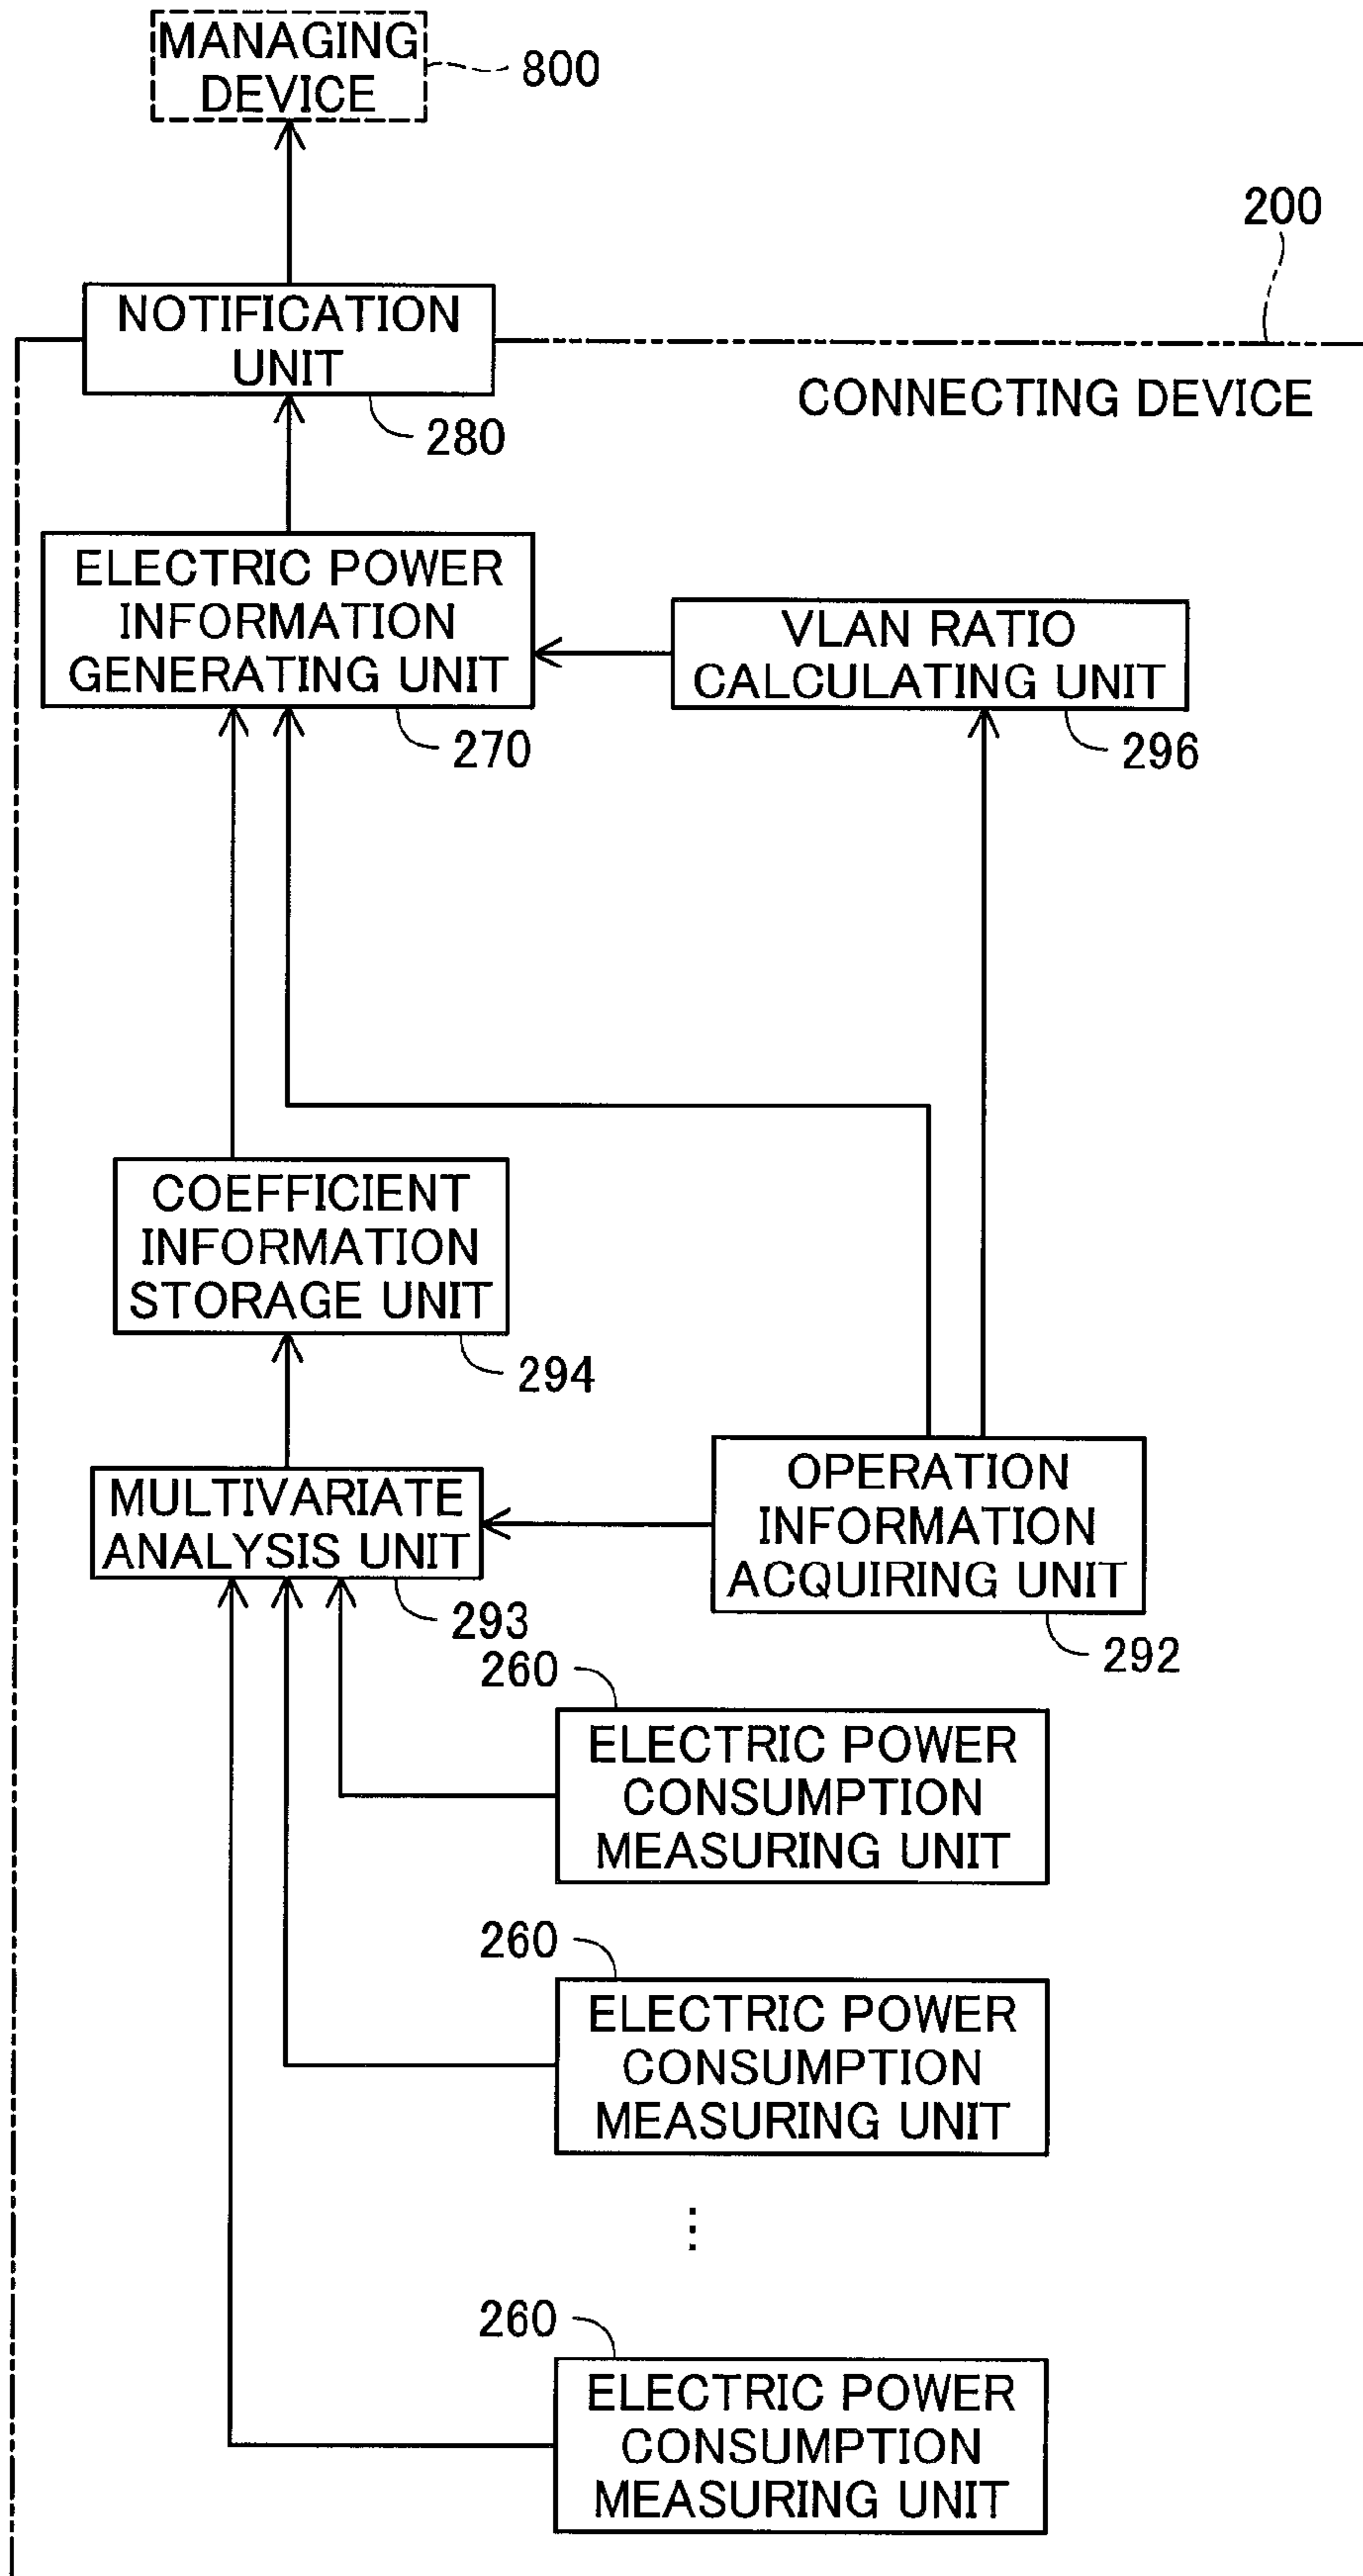 MANAGING
DEVICE
800
200
NOTIFICATION
UNIT
CONNECTING DEVICE
280
ELECTRIC POWER
INFORMATION
GENERATING UNIT
VLAN RATIO
CALCULATING UNIT
270
296
COEFFICIENT
INFORMATION
STORAGE UNIT
294
MULTIVARIATE
ANALYSIS UNIT
OPERATION
INFORMATION
ACQUIRING UNIT
293
292
260
ELECTRIC POWER
CONSUMPTION
MEASURING UNIT
260
ELECTRIC POWER
CONSUMPTION
MEASURING UNIT
⋮
260
ELECTRIC POWER
CONSUMPTION
MEASURING UNIT